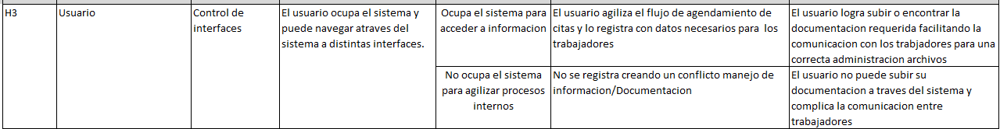 H3
Usuario
Control de
interfaces
El usuario ocupa el sistema y
puede navegar atraves del
sistema a distintas interfaces.
Ocupa el sistema para
acceder a informacion
El usuario agiliza el flujo de agendamiento de
citas y lo registra con datos necesarios para  los
trabajadores
El usuario logra subir o encontrar la
documentacion requerida facilitando la
comunicacion con los trabjadores para una
correcta administracion archivos
No ocupa el sistema
para agilizar procesos
internos
No se registra creando un conflicto manejo de
informacion/Documentacion
El usuario no puede subir su
documentacion a traves del sistema y
complica la comunicacion entre
trabajadores